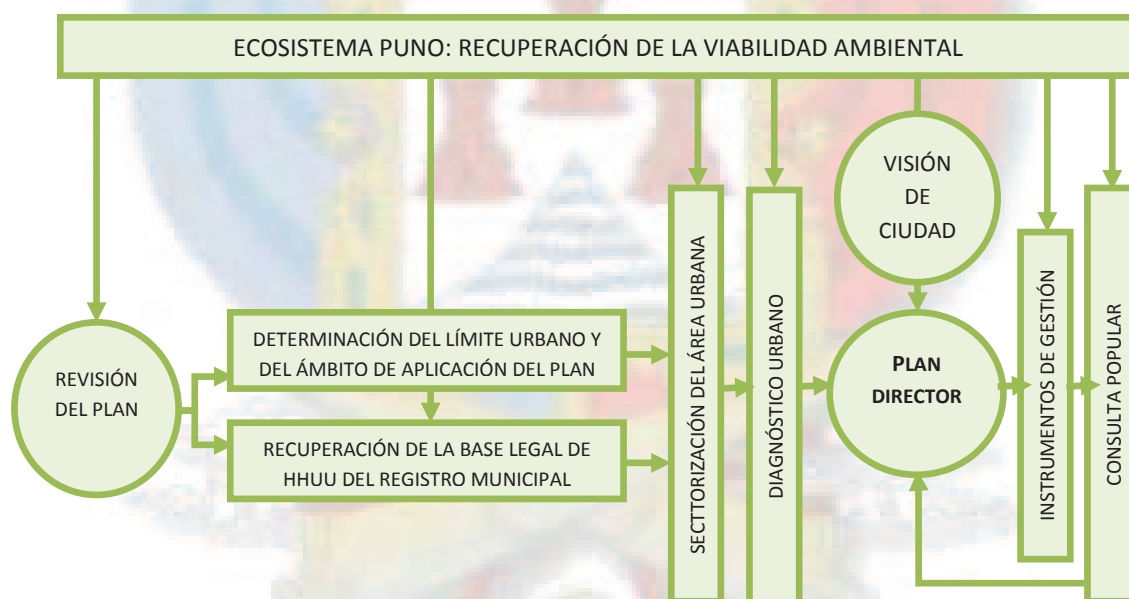 ECOSISTEMA PUNO: RECUPERACIÓN DE LA VIABILIDAD AMBIENTAL
REVISIÓN
DEL PLAN
DETERMINACIÓN DEL LÍMITE URBANO Y
DEL ÁMBITO DE APLICACIÓN DEL PLAN
RECUPERACIÓN DE LA BASE LEGAL DE
HHUU DEL REGISTRO MUNICIPAL
SECTTORIZACIÓN DEL ÁREA URBANA
DIAGNÓSTICO URBANO
VISIÓN
DE
CIUDAD
PLAN
DIRECTOR
INSTRUMENTOS DE GESTIÓN
CONSULTA POPULAR